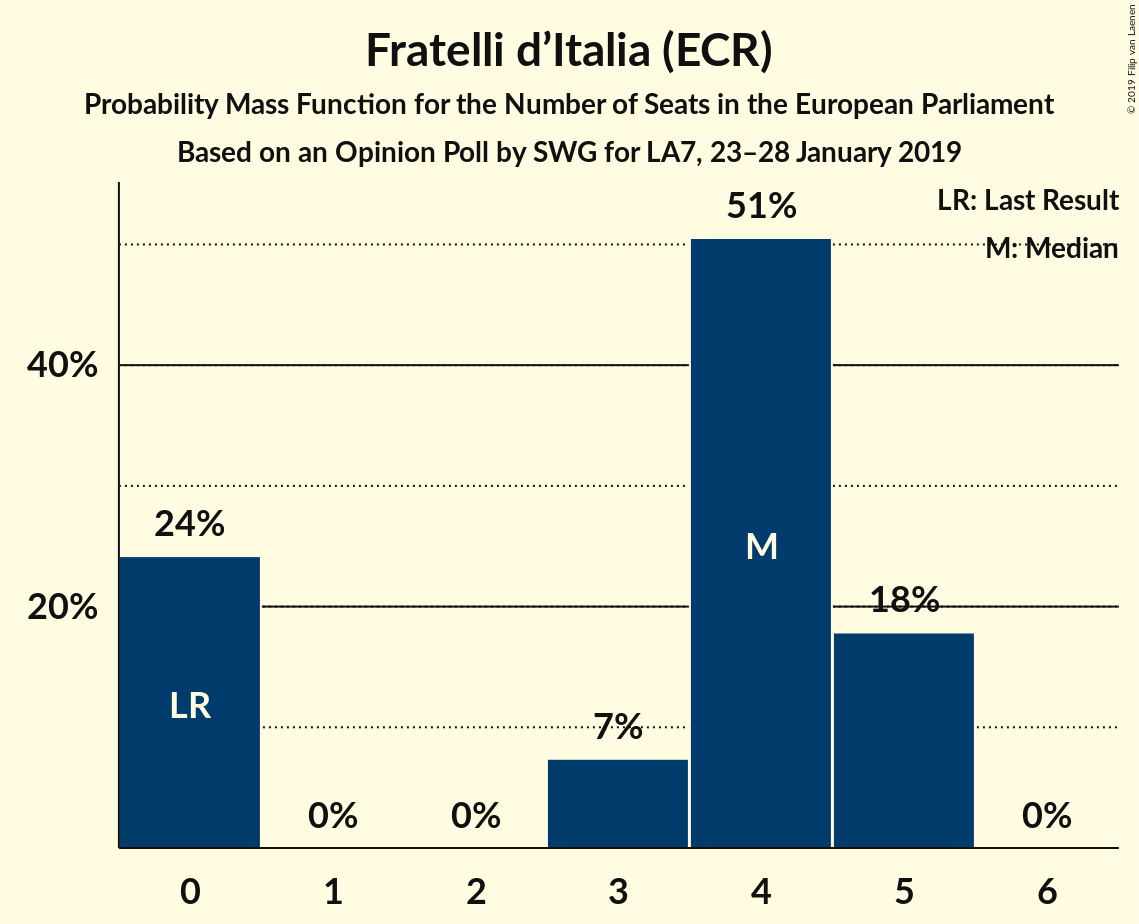 Fratelli d’Italia (ECR)
Probability Mass Function for the Number of Seats in the European Parliament
Based on an Opinion Poll by SWG for LA7, 23–28 January 2019
© 2019 Filip van Laenen
LR: Last Result
M: Median
51%
40%
24%
M
20%
18%
LR
7%
0%
0%
0%
0 1 2 3 4 5 6